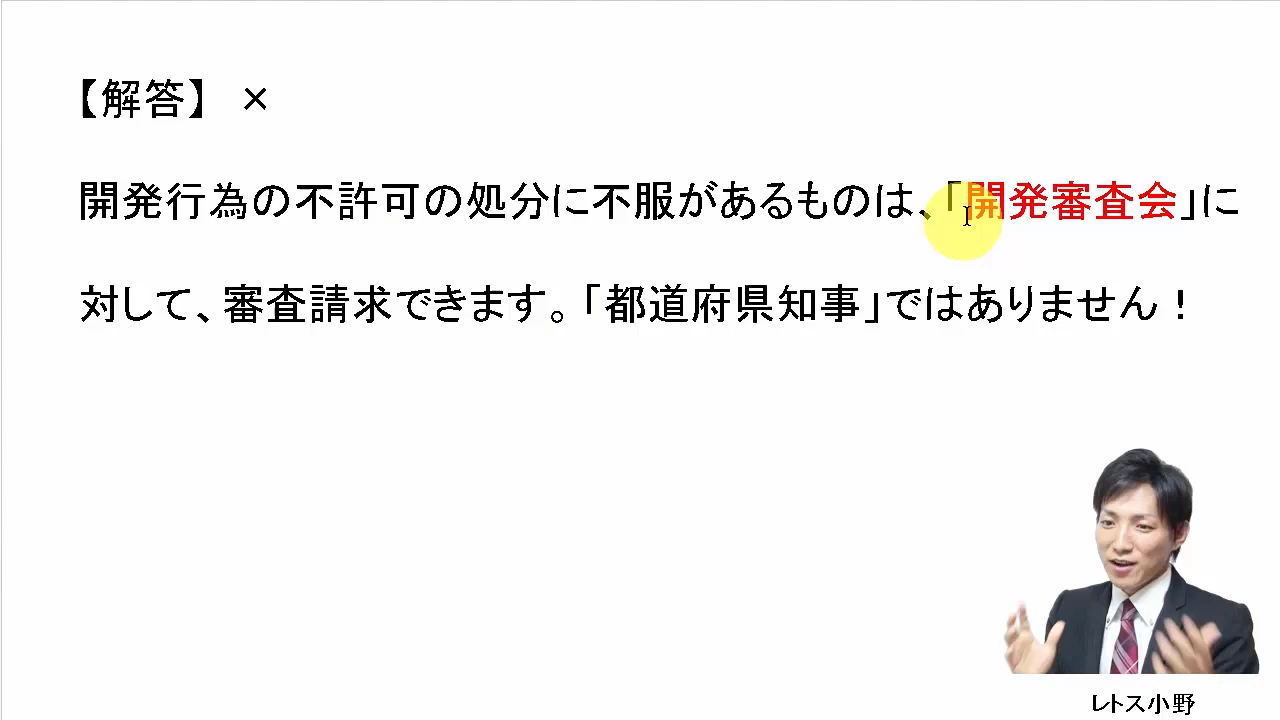 【解答】 ×
開発行為の不許可の処分に不服があるものは、「開発審査会」に
対して、審査請求できます。「都道府県知事」ではありません！
レトス小野